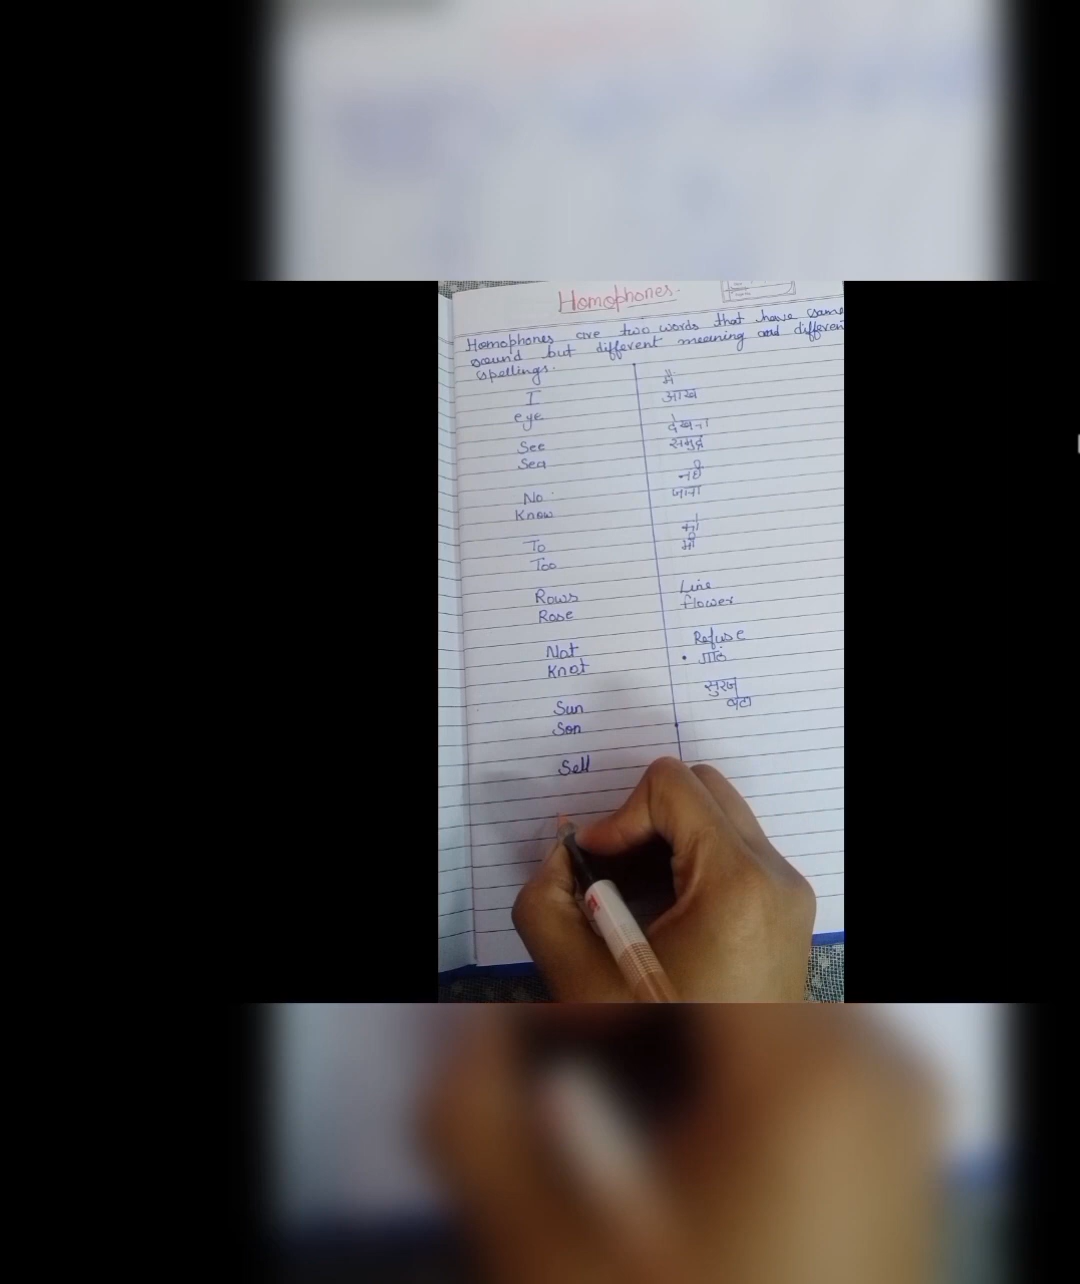 Homophones.
Homophones are two words that have same
sound but different meaning and different
spellings.
I मैं
eye आख
See देखना
Sea समुद्र
No नही
Know जाना
To को
Too भी
Rows Line
Rose flower
Not Refuse
Knot गाठं
Sun सुरज
Son बेटा
Sell